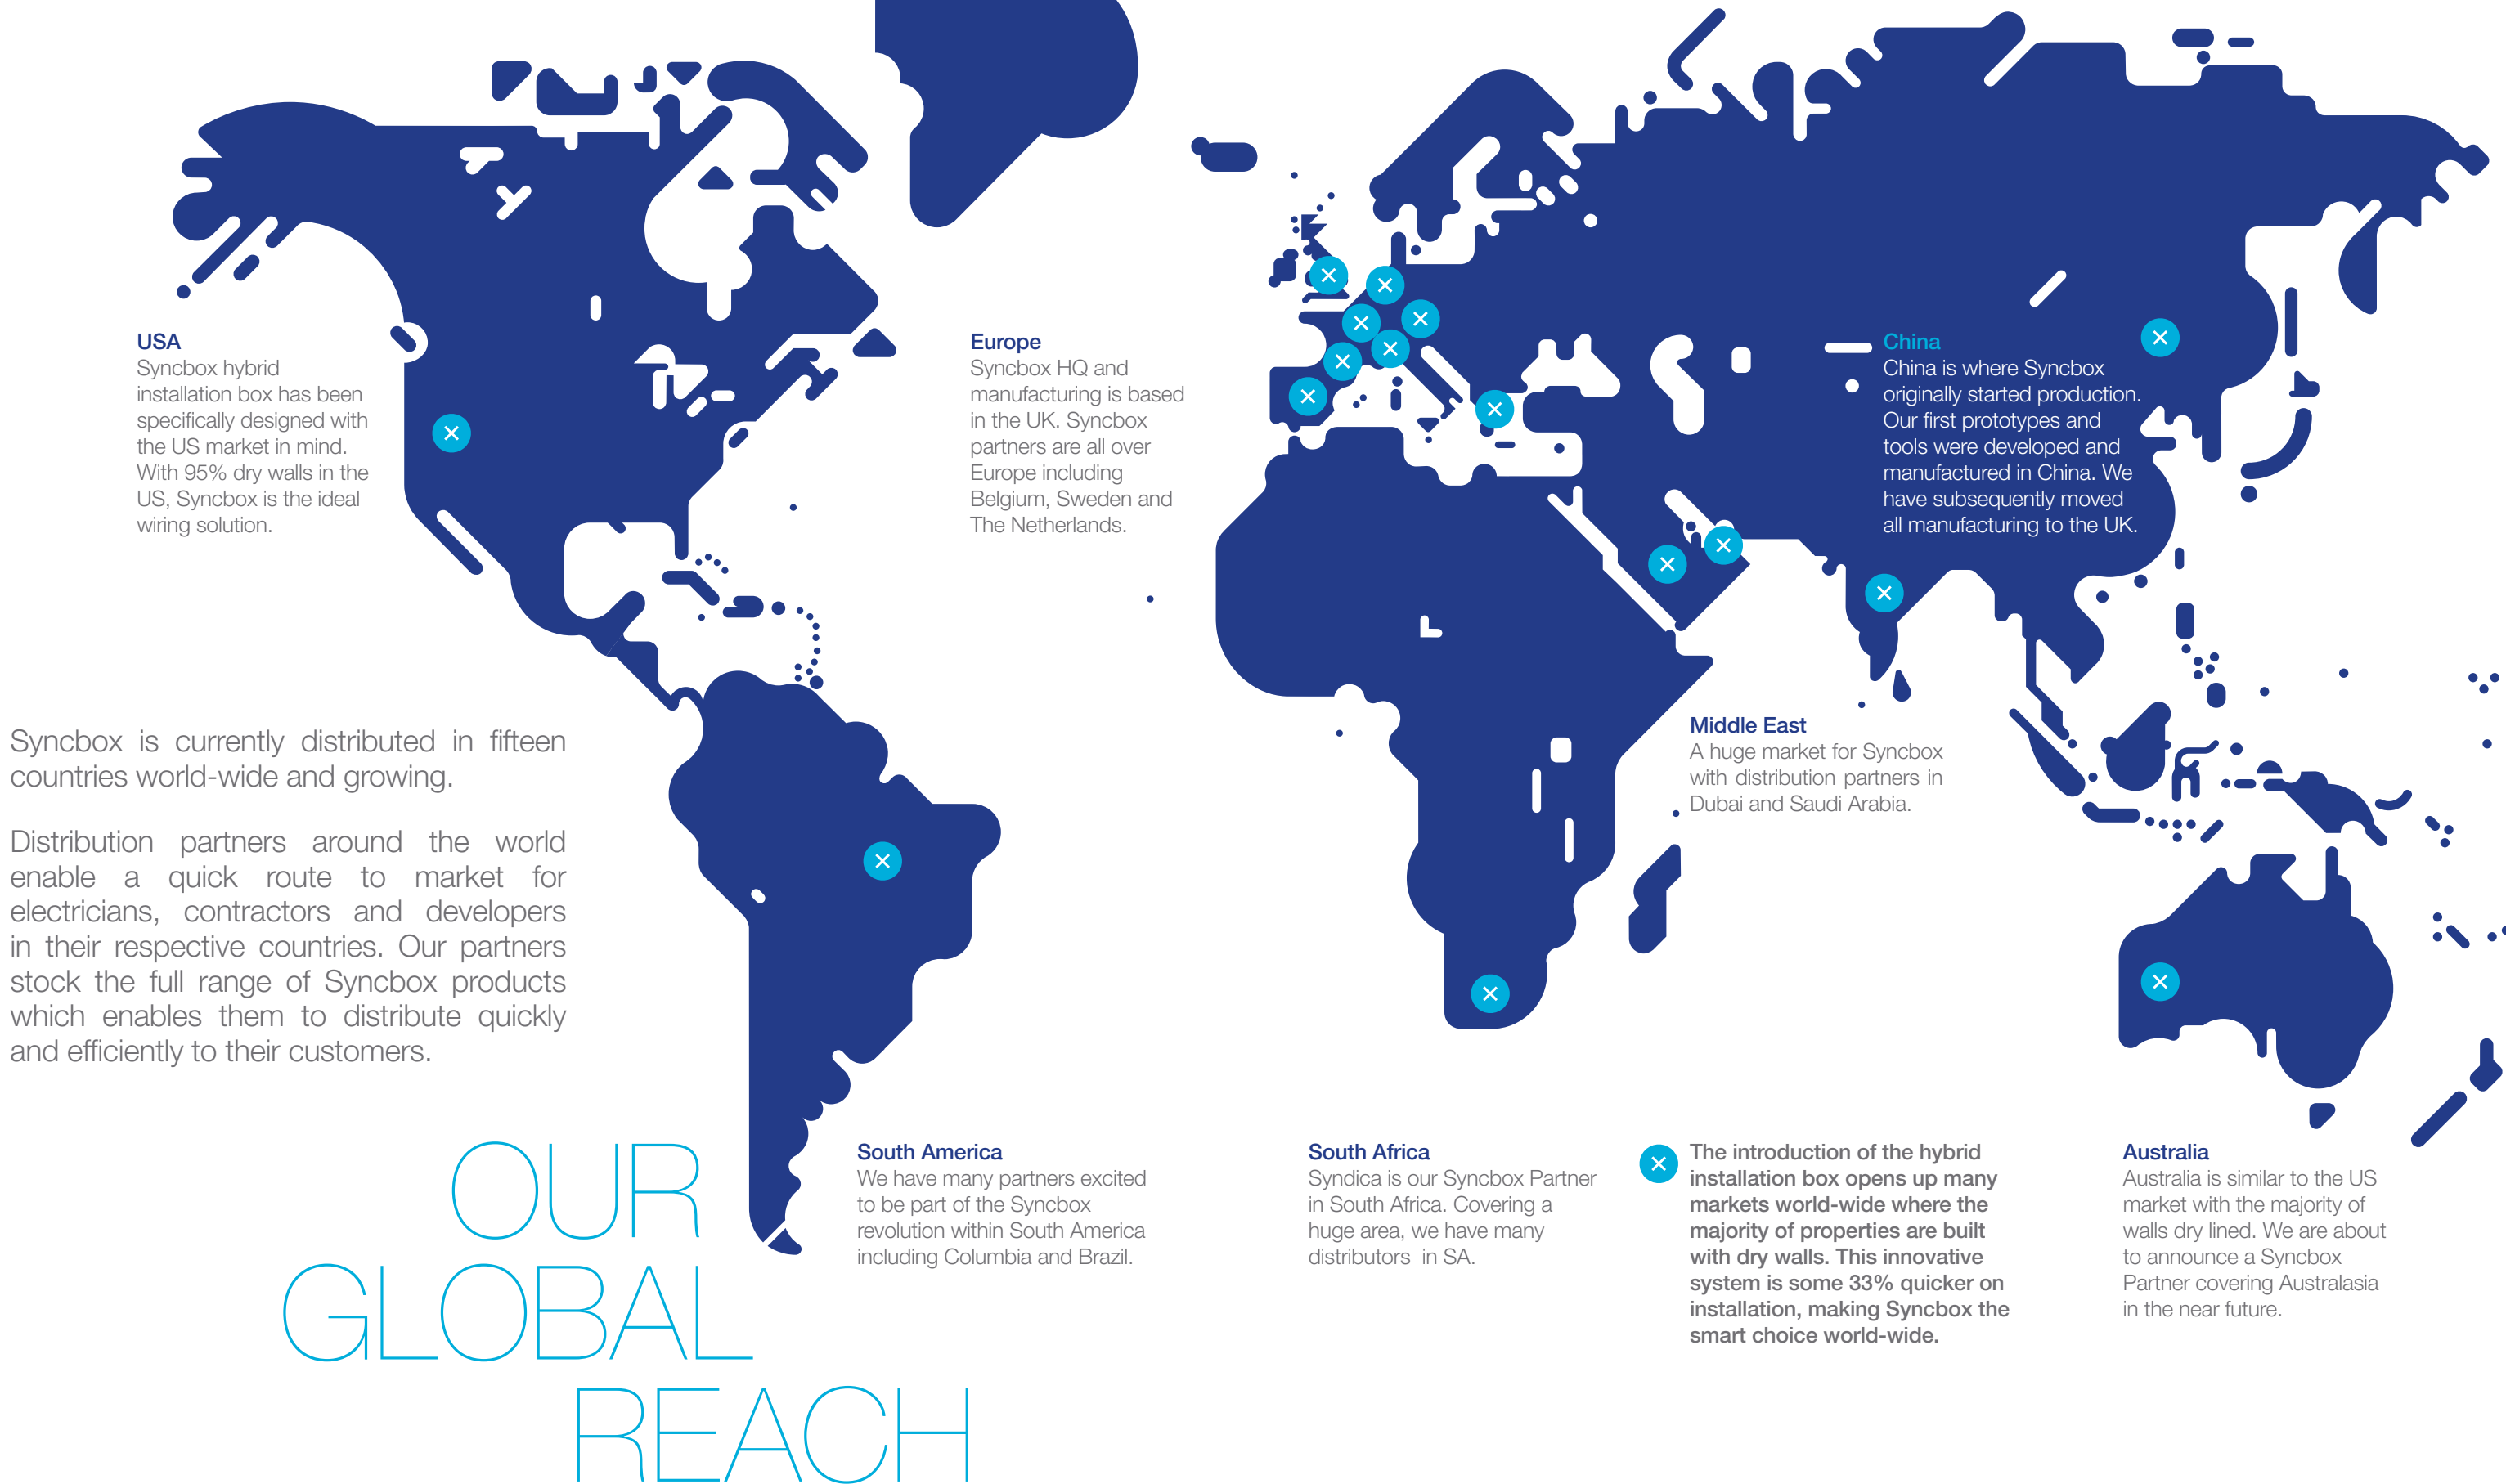 USA
Syncbox hybrid
installation box has been
specifically designed with
the US market in mind.
With 95% dry walls in the
US, Syncbox is the ideal
wiring solution.
Europe
Syncbox HQ and
manufacturing is based
in the UK. Syncbox
partners are all over
Europe including
Belgium, Sweden and
The Netherlands.
China
China is where Syncbox
originally started production.
Our first prototypes and
tools were developed and
manufactured in China. We
have subsequently moved
all manufacturing to the UK.
Syncbox is currently distributed in fifteen
countries world-wide and growing.
Distribution partners around the world
enable a quick route to market for
electricians, contractors and developers
in their respective countries. Our partners
stock the full range of Syncbox products
which enables them to distribute quickly
and efficiently to their customers.
Middle East
A huge market for Syncbox
with distribution partners in
Dubai and Saudi Arabia.
OUR
GLOBAL
REACH
South America
We have many partners excited
to be part of the Syncbox
revolution within South America
including Columbia and Brazil.
South Africa
Syndica is our Syncbox Partner
in South Africa. Covering a
huge area, we have many
distributors in SA.
The introduction of the hybrid
installation box opens up many
markets world-wide where the
majority of properties are built
with dry walls. This innovative
system is some 33% quicker on
installation, making Syncbox the
smart choice world-wide.
Australia
Australia is similar to the US
market with the majority of
walls dry lined. We are about
to announce a Syncbox
Partner covering Australasia
in the near future.